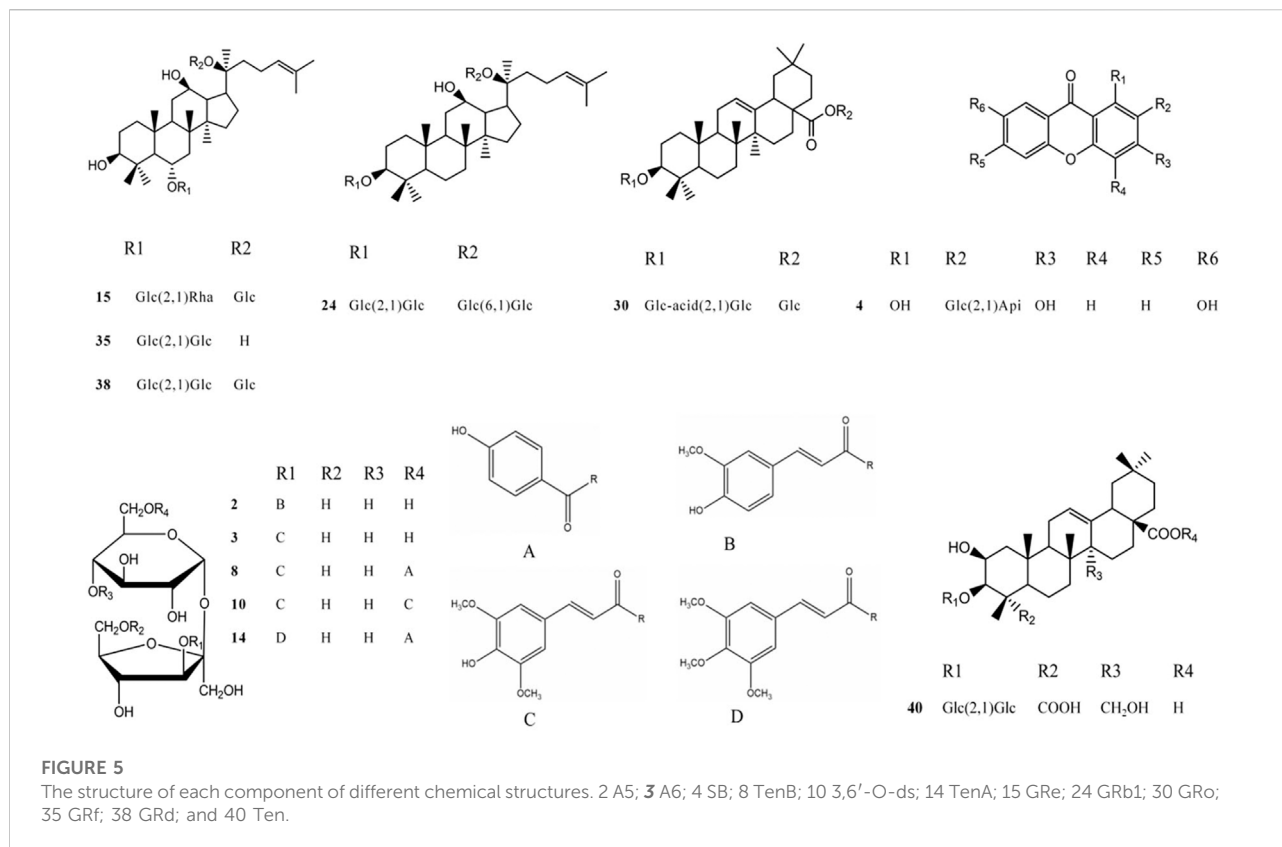 R₂O
HO
HO
OR₁
R1 R2
15 Glc(2,1)Rha Glc
35 Glc(2,1)Glc H
38 Glc(2,1)Glc Glc
R₂O
HO
R₁O
R1 R2
24 Glc(2,1)Glc Glc(6,1)Glc
OR₂
O
R₁O
R1 R2
30 Glc-acid(2,1)Glc Glc
O R₁
R₆ R₂
R₅ O R₃
R₄
R1 R2 R3 R4 R5 R6
4 OH Glc(2,1)Api OH H H OH
CH₂OR₄
O
OH
OR₃
OH
O
CH₂OR₂
O OR₁
OH
CH₂OH
OH
R1 R2 R3 R4
2 B H H H
3 C H H H
8 C H H A
10 C H H C
14 D H H A
HO
R
O
A
O
H₃CO
R
HO
B
O
H₃CO
R
HO
OCH₃
C
O
H₃CO
R
H₃CO
OCH₃
D
HO
COOR₄
R₃
R₁O
R₂
R1 R2 R3 R4
40 Glc(2,1)Glc COOH CH₂OH H
FIGURE 5
The structure of each component of different chemical structures. 2 A5; 3 A6; 4 SB; 8 TenB; 10 3,6′-O-ds; 14 TenA; 15 GRe; 24 GRb1; 30 GRo;
35 GRf; 38 GRd; and 40 Ten.